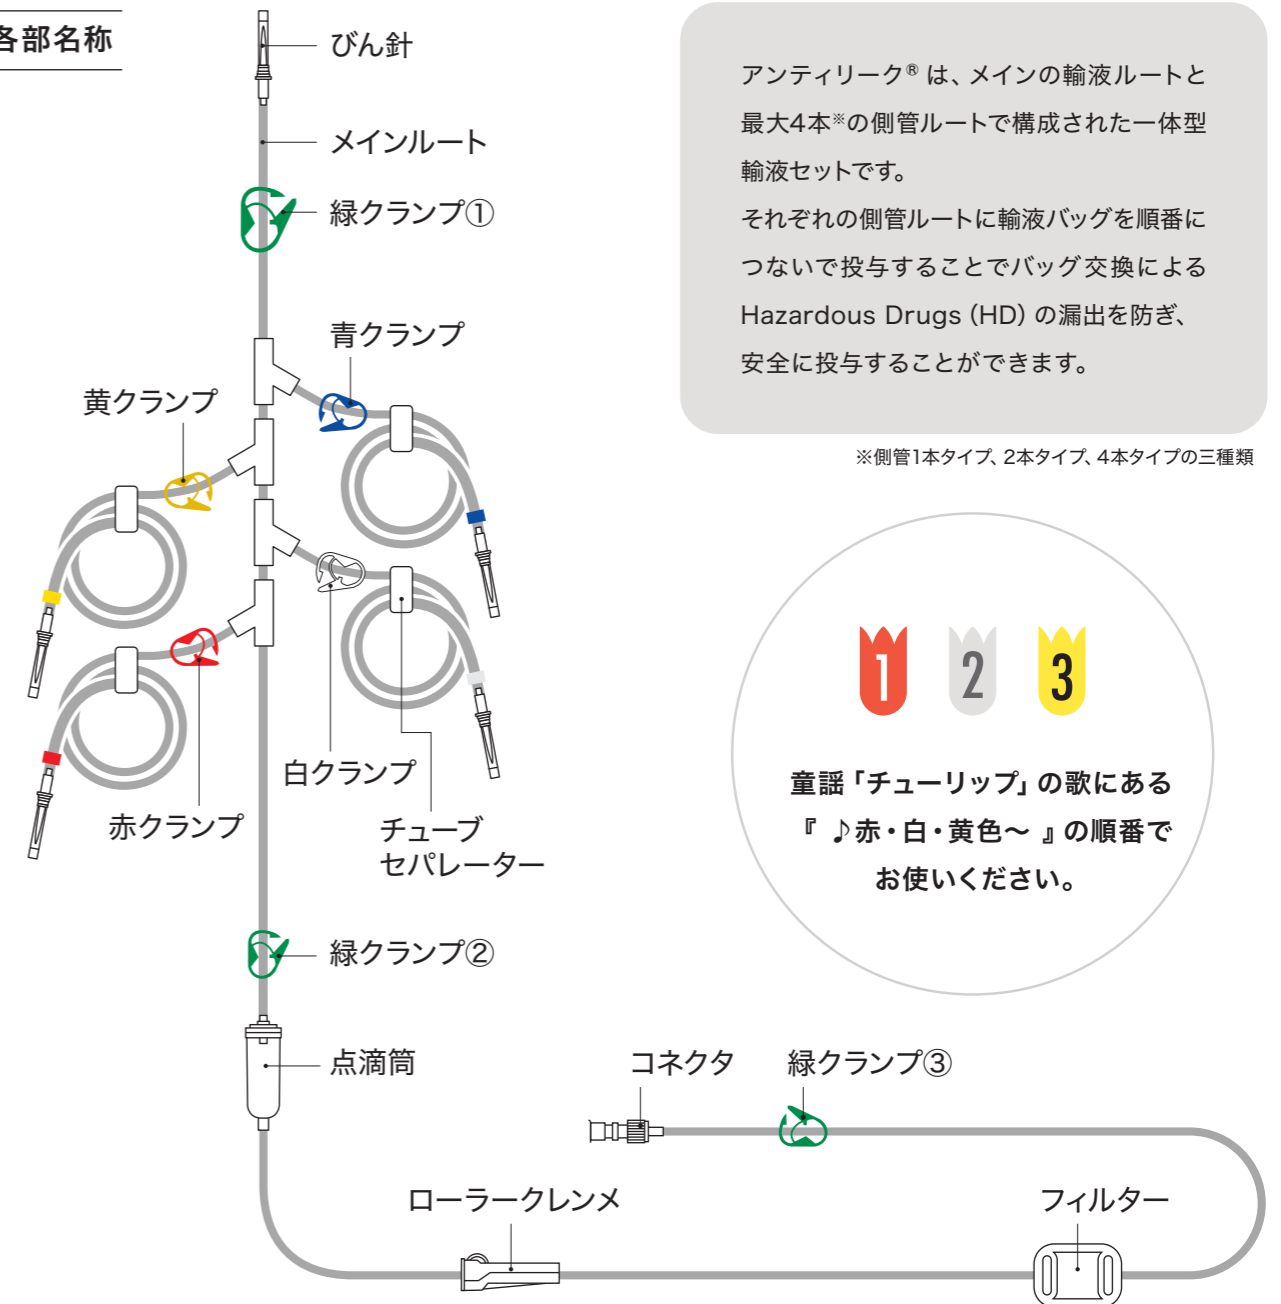 各部名称
びん針
メインルート
緑クランプ①
青クランプ
黄クランプ
白クランプ
赤クランプ
チューブ
セパレーター
緑クランプ②
点滴筒
コネクタ
緑クランプ③
ローラークレンメ
フィルター
アンティリーク®は、メインの輸液ルートと
最大4本※の側管ルートで構成された一体型
輸液セットです。
それぞれの側管ルートに輸液バッグを順番に
つないで投与することでバッグ交換による
Hazardous Drugs（HD）の漏出を防ぎ、
安全に投与することができます。
※側管1本タイプ、2本タイプ、4本タイプの三種類
1 2 3
童謡「チューリップ」の歌にある
『 ♪赤・白・黄色～ 』の順番で
お使いください。